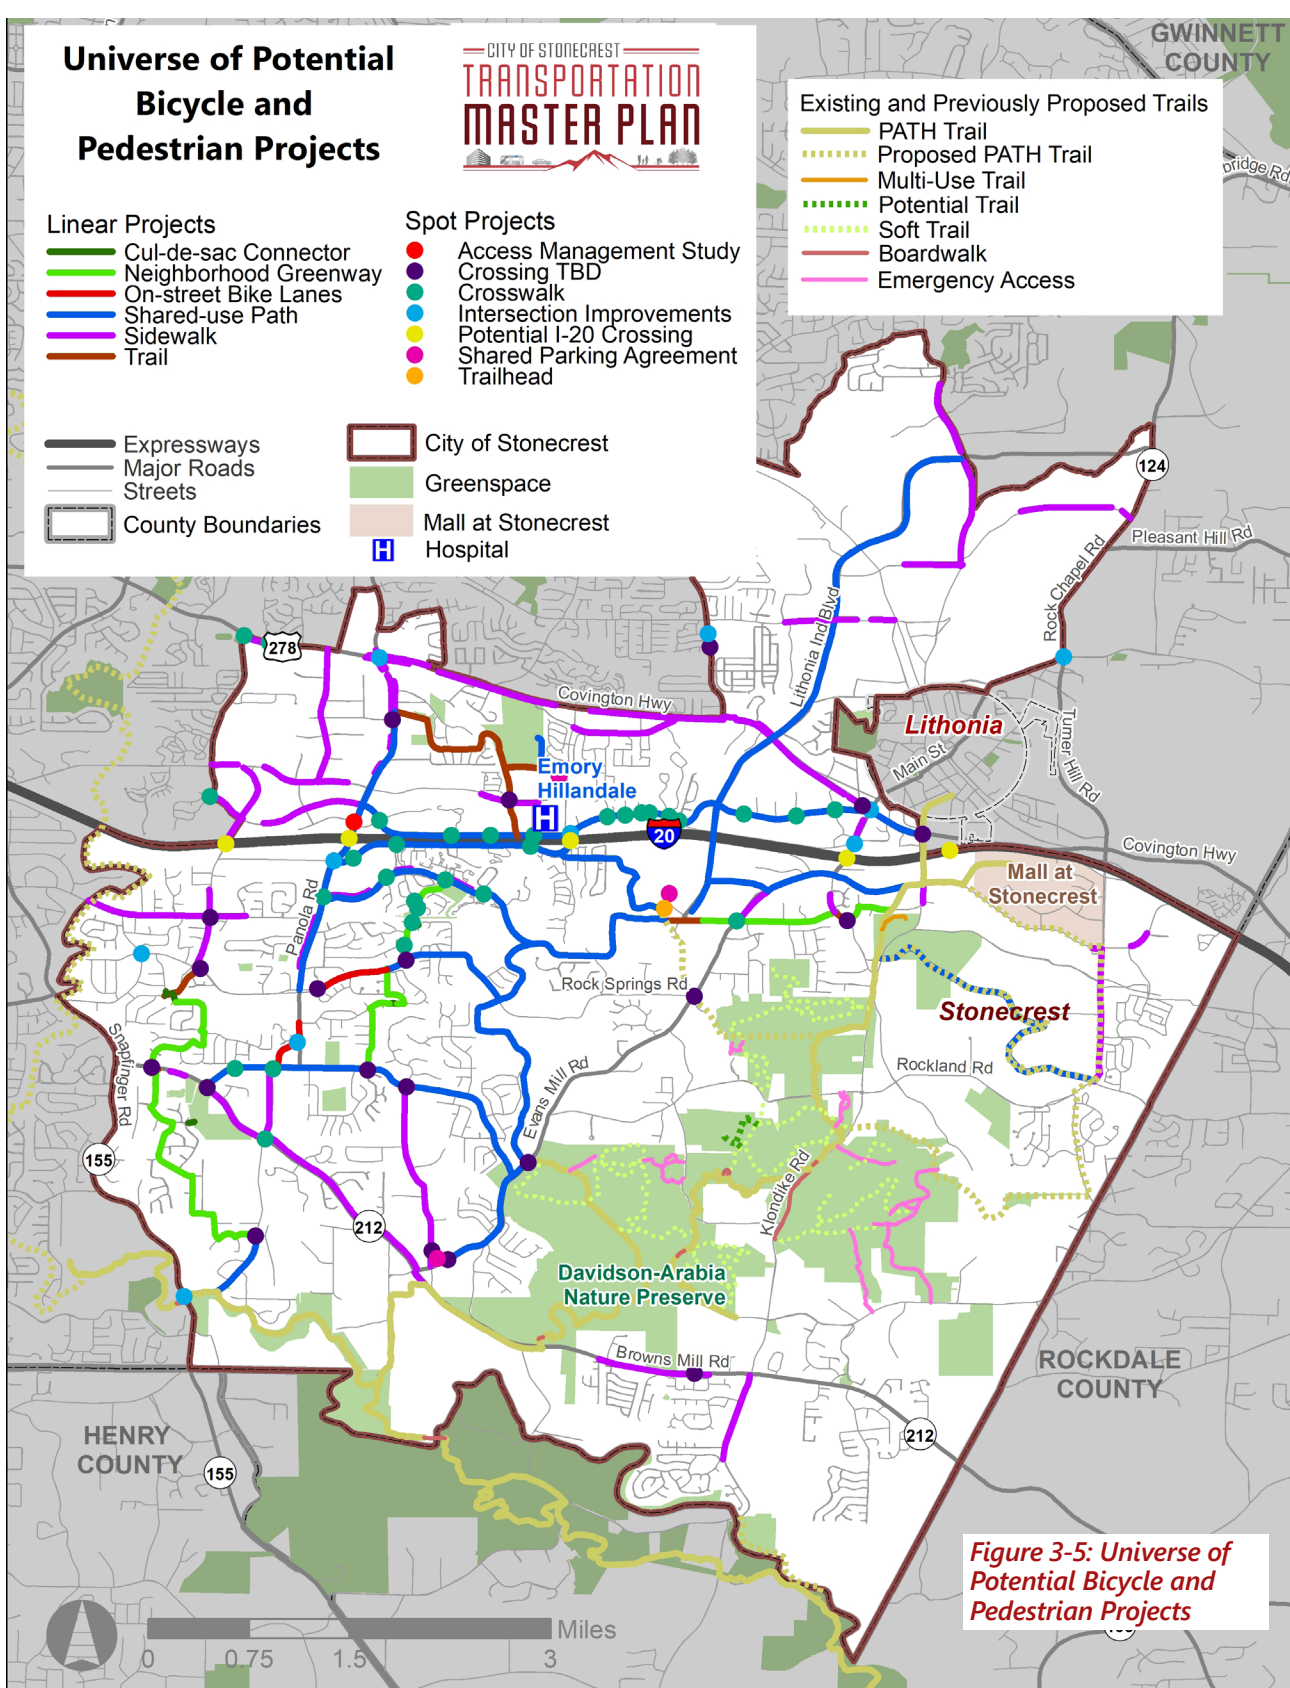 Universe of Potential
Bicycle and
Pedestrian Projects
CITY OF STONECREST
TRANSPORTATION
MASTER PLAN
Linear Projects
Cul-de-sac Connector
Neighborhood Greenway
On-street Bike Lanes
Shared-use Path
Sidewalk
Trail
Spot Projects
Access Management Study
Crossing TBD
Crosswalk
Intersection Improvements
Potential I-20 Crossing
Shared Parking Agreement
Trailhead
Expressways
Major Roads
Streets
County Boundaries
City of Stonecrest
Greenspace
Mall at Stonecrest
H
Hospital
Existing and Previously Proposed Trails
PATH Trail
Proposed PATH Trail
Multi-Use Trail
Potential Trail
Soft Trail
Boardwalk
Emergency Access
GWINNETT
COUNTY
bridge Rd
124
Pleasant Hill Rd
Rock Chapel Rd
Lithonia Ind Blvd
278
Covington Hwy
Lithonia
Main St
Turner Hill Rd
Emory
Hillandale
H
20
Covington Hwy
Mall at
Stonecrest
Panola Rd
Rock Springs Rd
Stonecrest
Snapfinger Rd
Rockland Rd
Evans Mill Rd
155
Klondike Rd
212
Davidson-Arabia
Nature Preserve
Browns Mill Rd
ROCKDALE
COUNTY
HENRY
COUNTY
212
155
Figure 3-5: Universe of
Potential Bicycle and
Pedestrian Projects
Miles
0 0.75 1.5 3